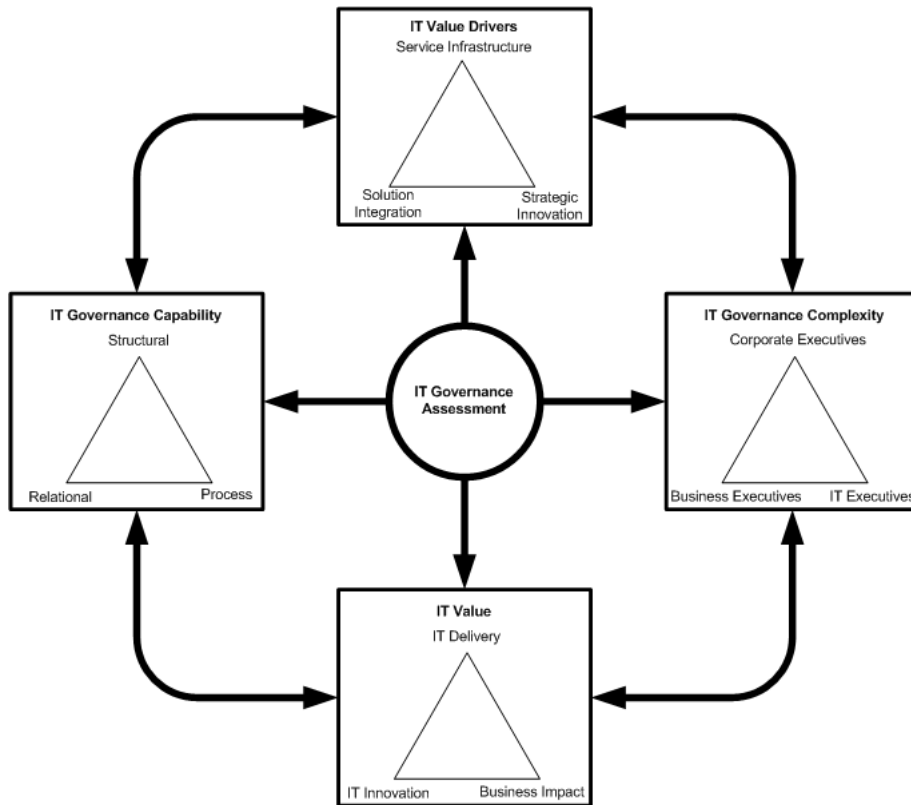 IT Value Drivers
Service Infrastructure
Solution
Integration
Strategic
Innovation
IT Governance Capability
Structural
Relational
Process
IT Governance
Assessment
IT Governance Complexity
Corporate Executives
Business Executives
IT Executives
IT Value
IT Delivery
IT Innovation
Business Impact